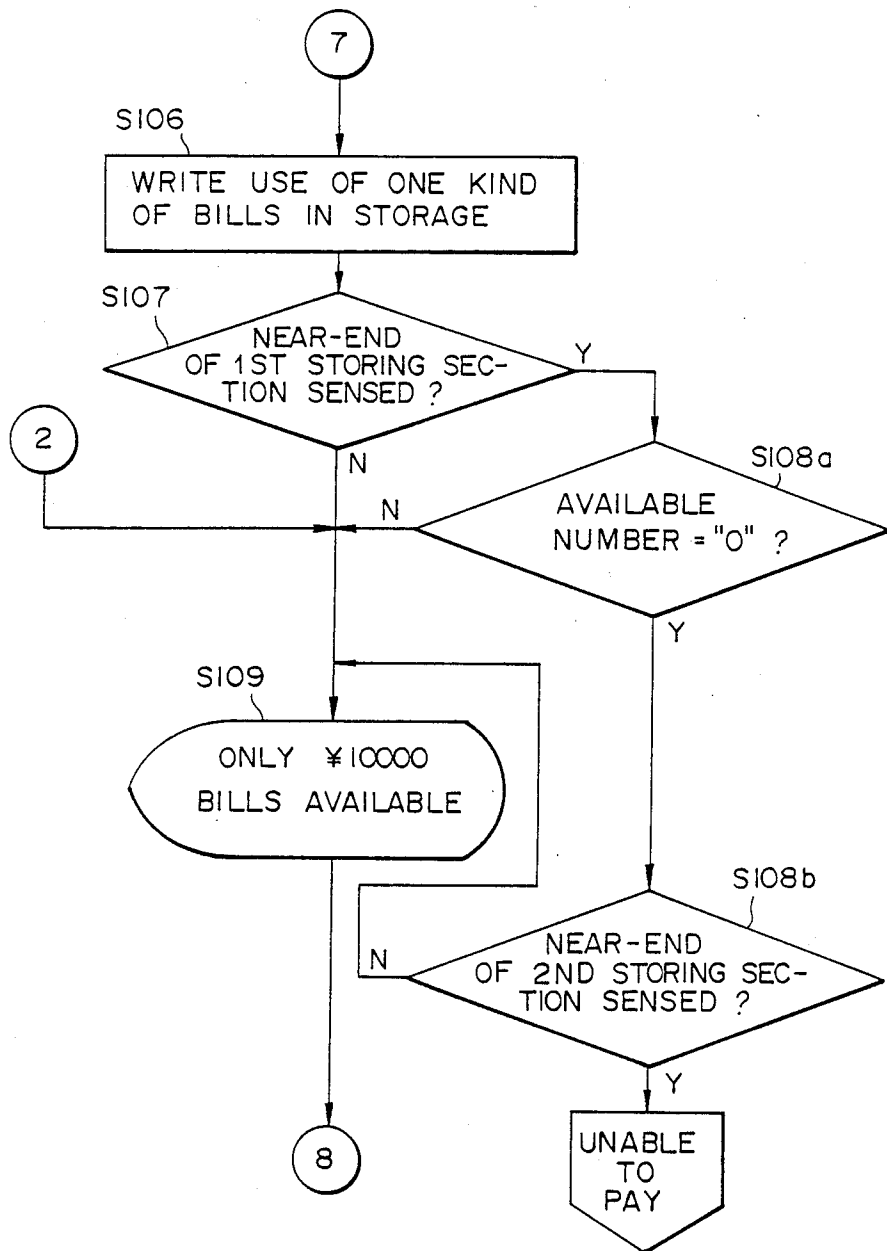 7
S106
WRITE USE OF ONE KIND
OF BILLS IN STORAGE
S107
NEAR-END
OF 1ST STORING SEC-
TION SENSED ?
Y
N
2
S108a
AVAILABLE
NUMBER = "0" ?
N
Y
S109
ONLY ¥10000
BILLS AVAILABLE
S108b
NEAR-END
OF 2ND STORING SEC-
TION SENSED ?
N
Y
8
UNABLE
TO
PAY